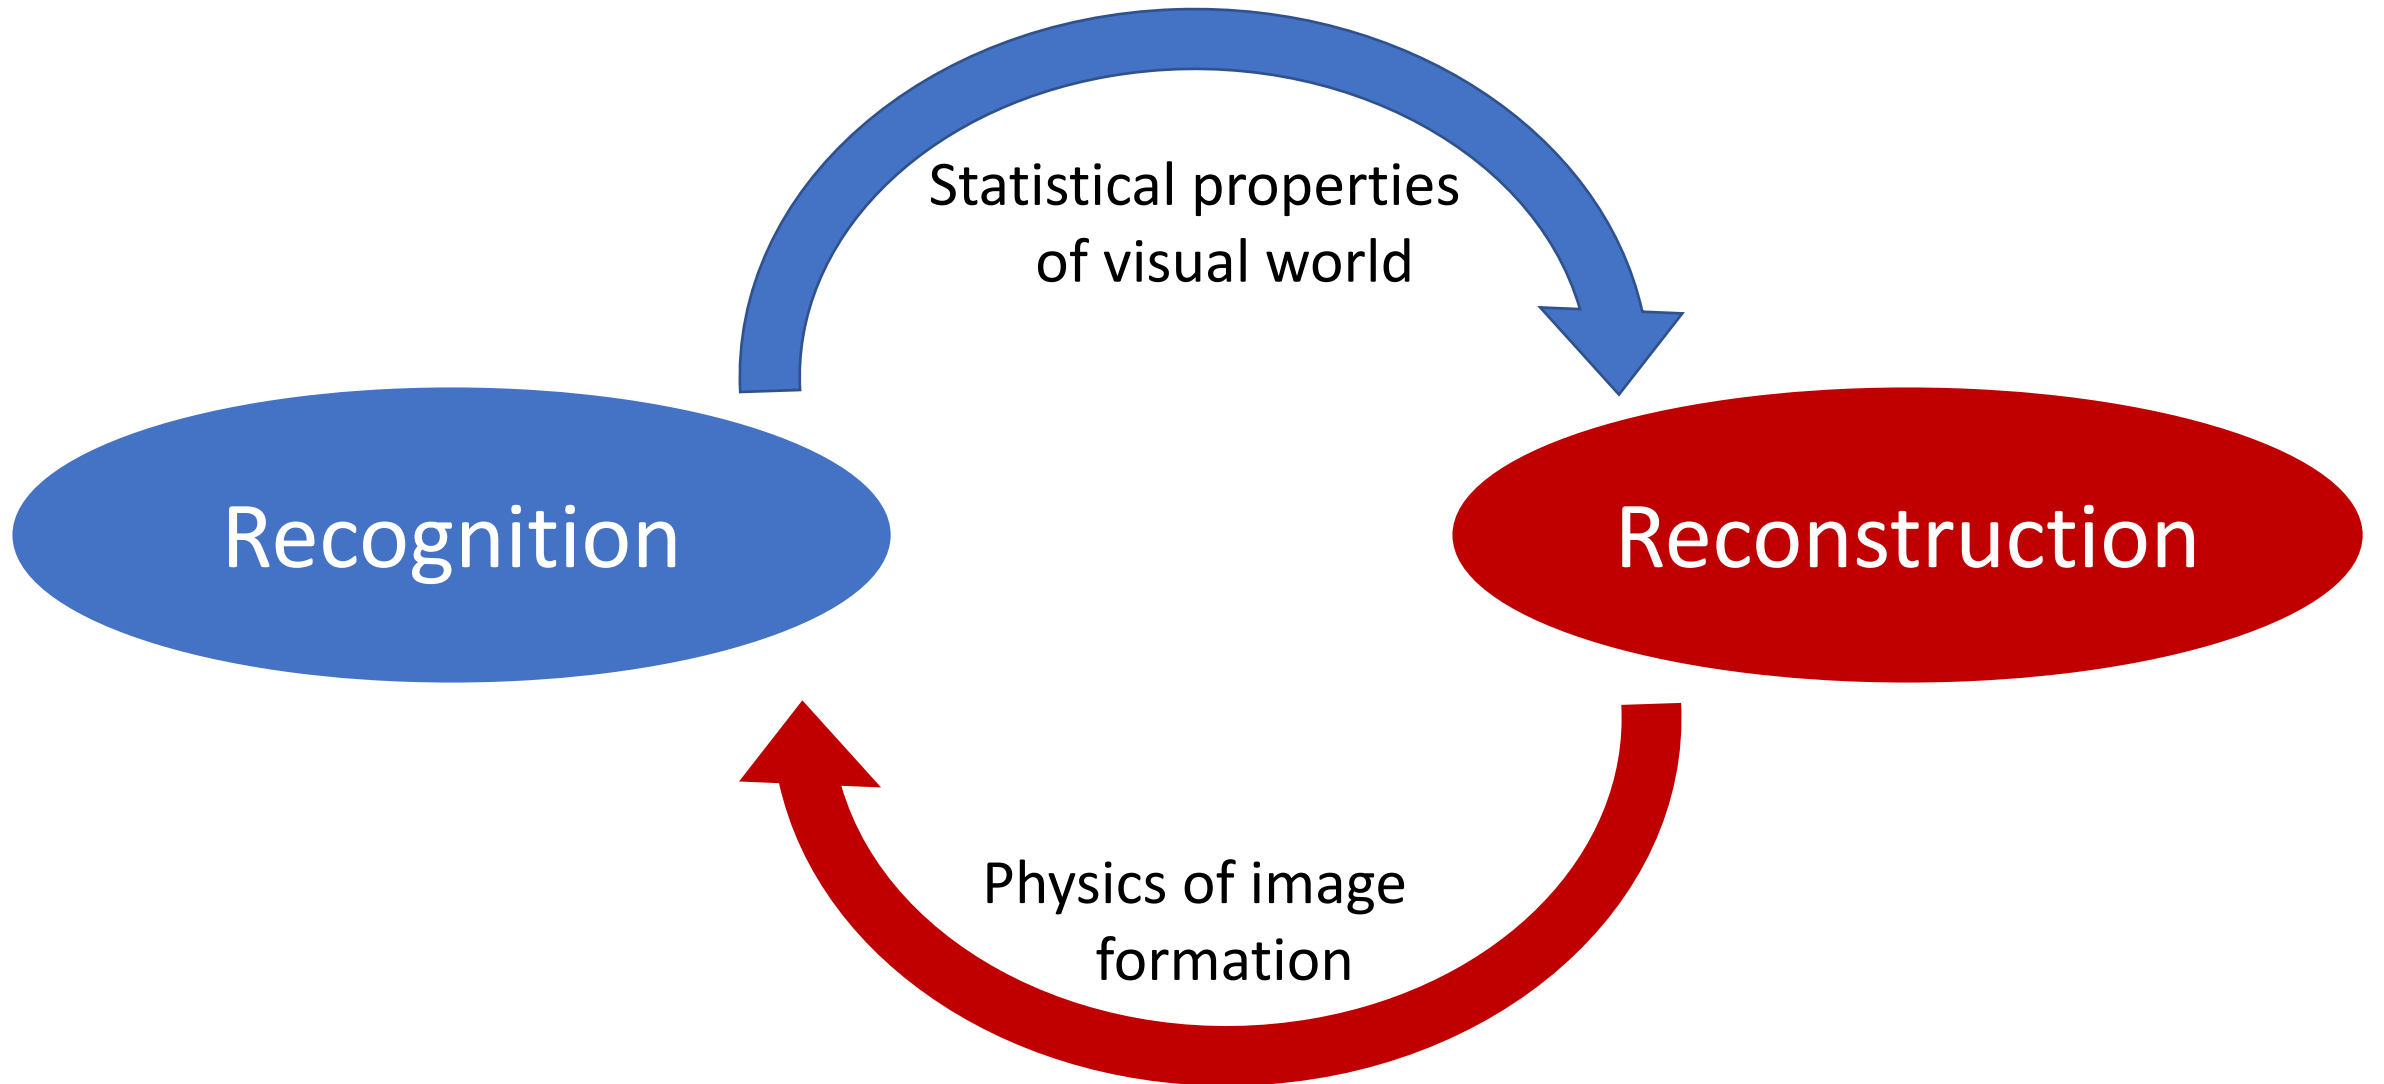 Statistical properties
of visual world
Recognition
Reconstruction
Physics of image
formation